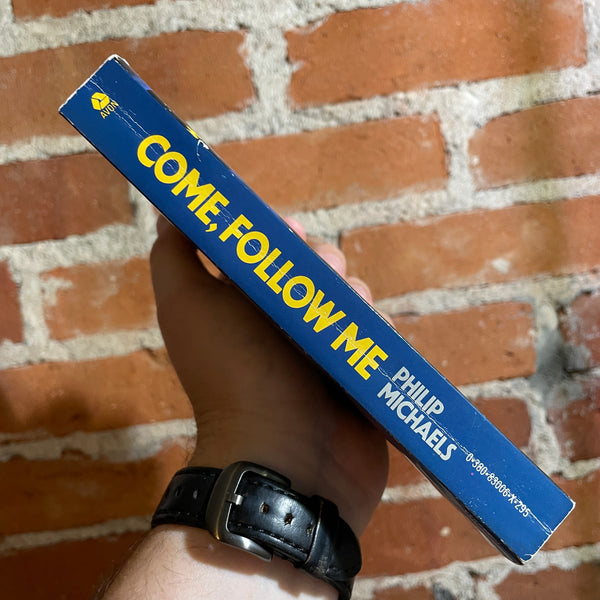 AVON
COME, FOLLOW ME
PHILIP
MICHAELS
0•380•83006•X•295